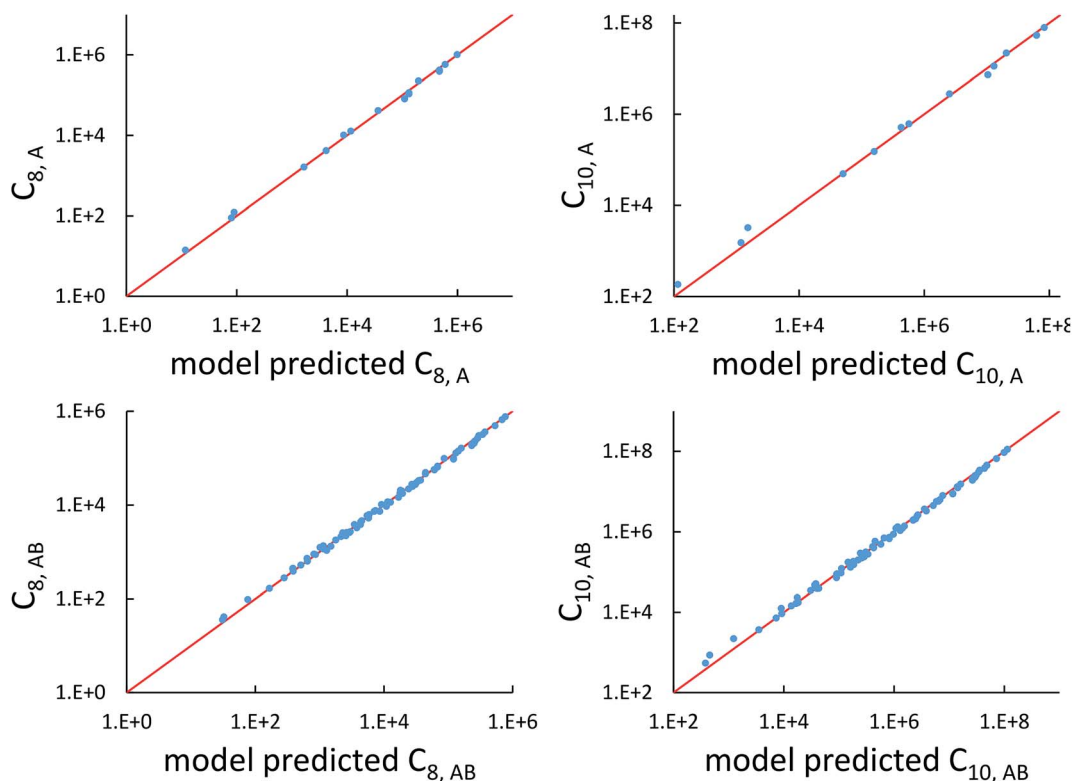 1.E+6
1.E+4
1.E+2
1.E+0
C8, A
1.E+0 1.E+2 1.E+4 1.E+6
model predicted C8, A
1.E+8
1.E+6
1.E+4
1.E+2
C10, A
1.E+2 1.E+4 1.E+6 1.E+8
model predicted C10, A
1.E+6
1.E+4
1.E+2
1.E+0
C8, AB
1.E+0 1.E+2 1.E+4 1.E+6
model predicted C8, AB
1.E+8
1.E+6
1.E+4
1.E+2
C10, AB
1.E+2 1.E+4 1.E+6 1.E+8
model predicted C10, AB